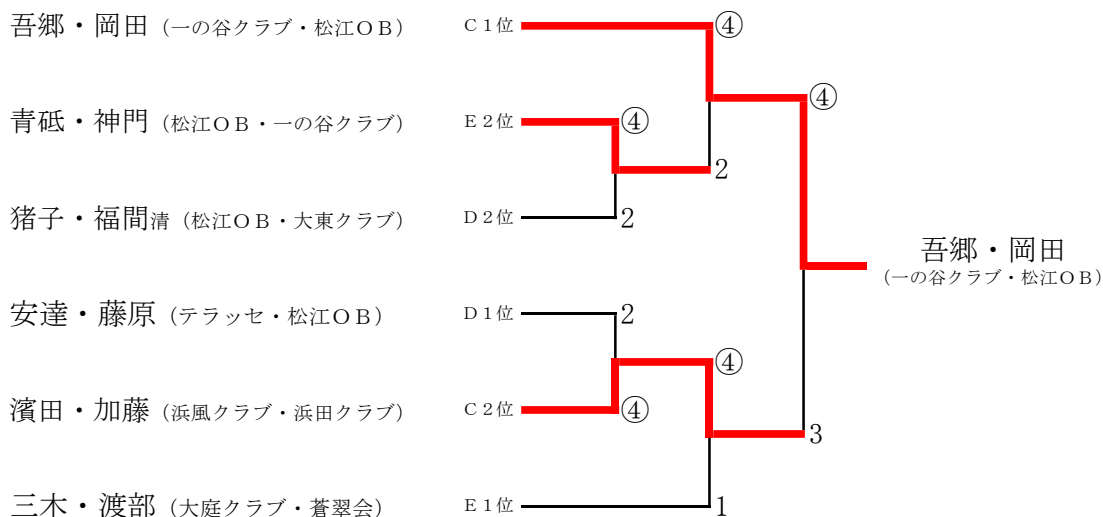 吾郷・岡田（一の谷クラブ・松江ＯＢ） Ｃ１位 ④
④
青砥・神門（松江ＯＢ・一の谷クラブ） Ｅ２位 ④
2
猪子・福間清（松江ＯＢ・大東クラブ） Ｄ２位 2
吾郷・岡田
（一の谷クラブ・松江ＯＢ）
安達・藤原（テラッセ・松江ＯＢ） Ｄ１位 2
④
濱田・加藤（浜風クラブ・浜田クラブ） Ｃ２位 ④
3
三木・渡部（大庭クラブ・蒼翠会） Ｅ１位 1